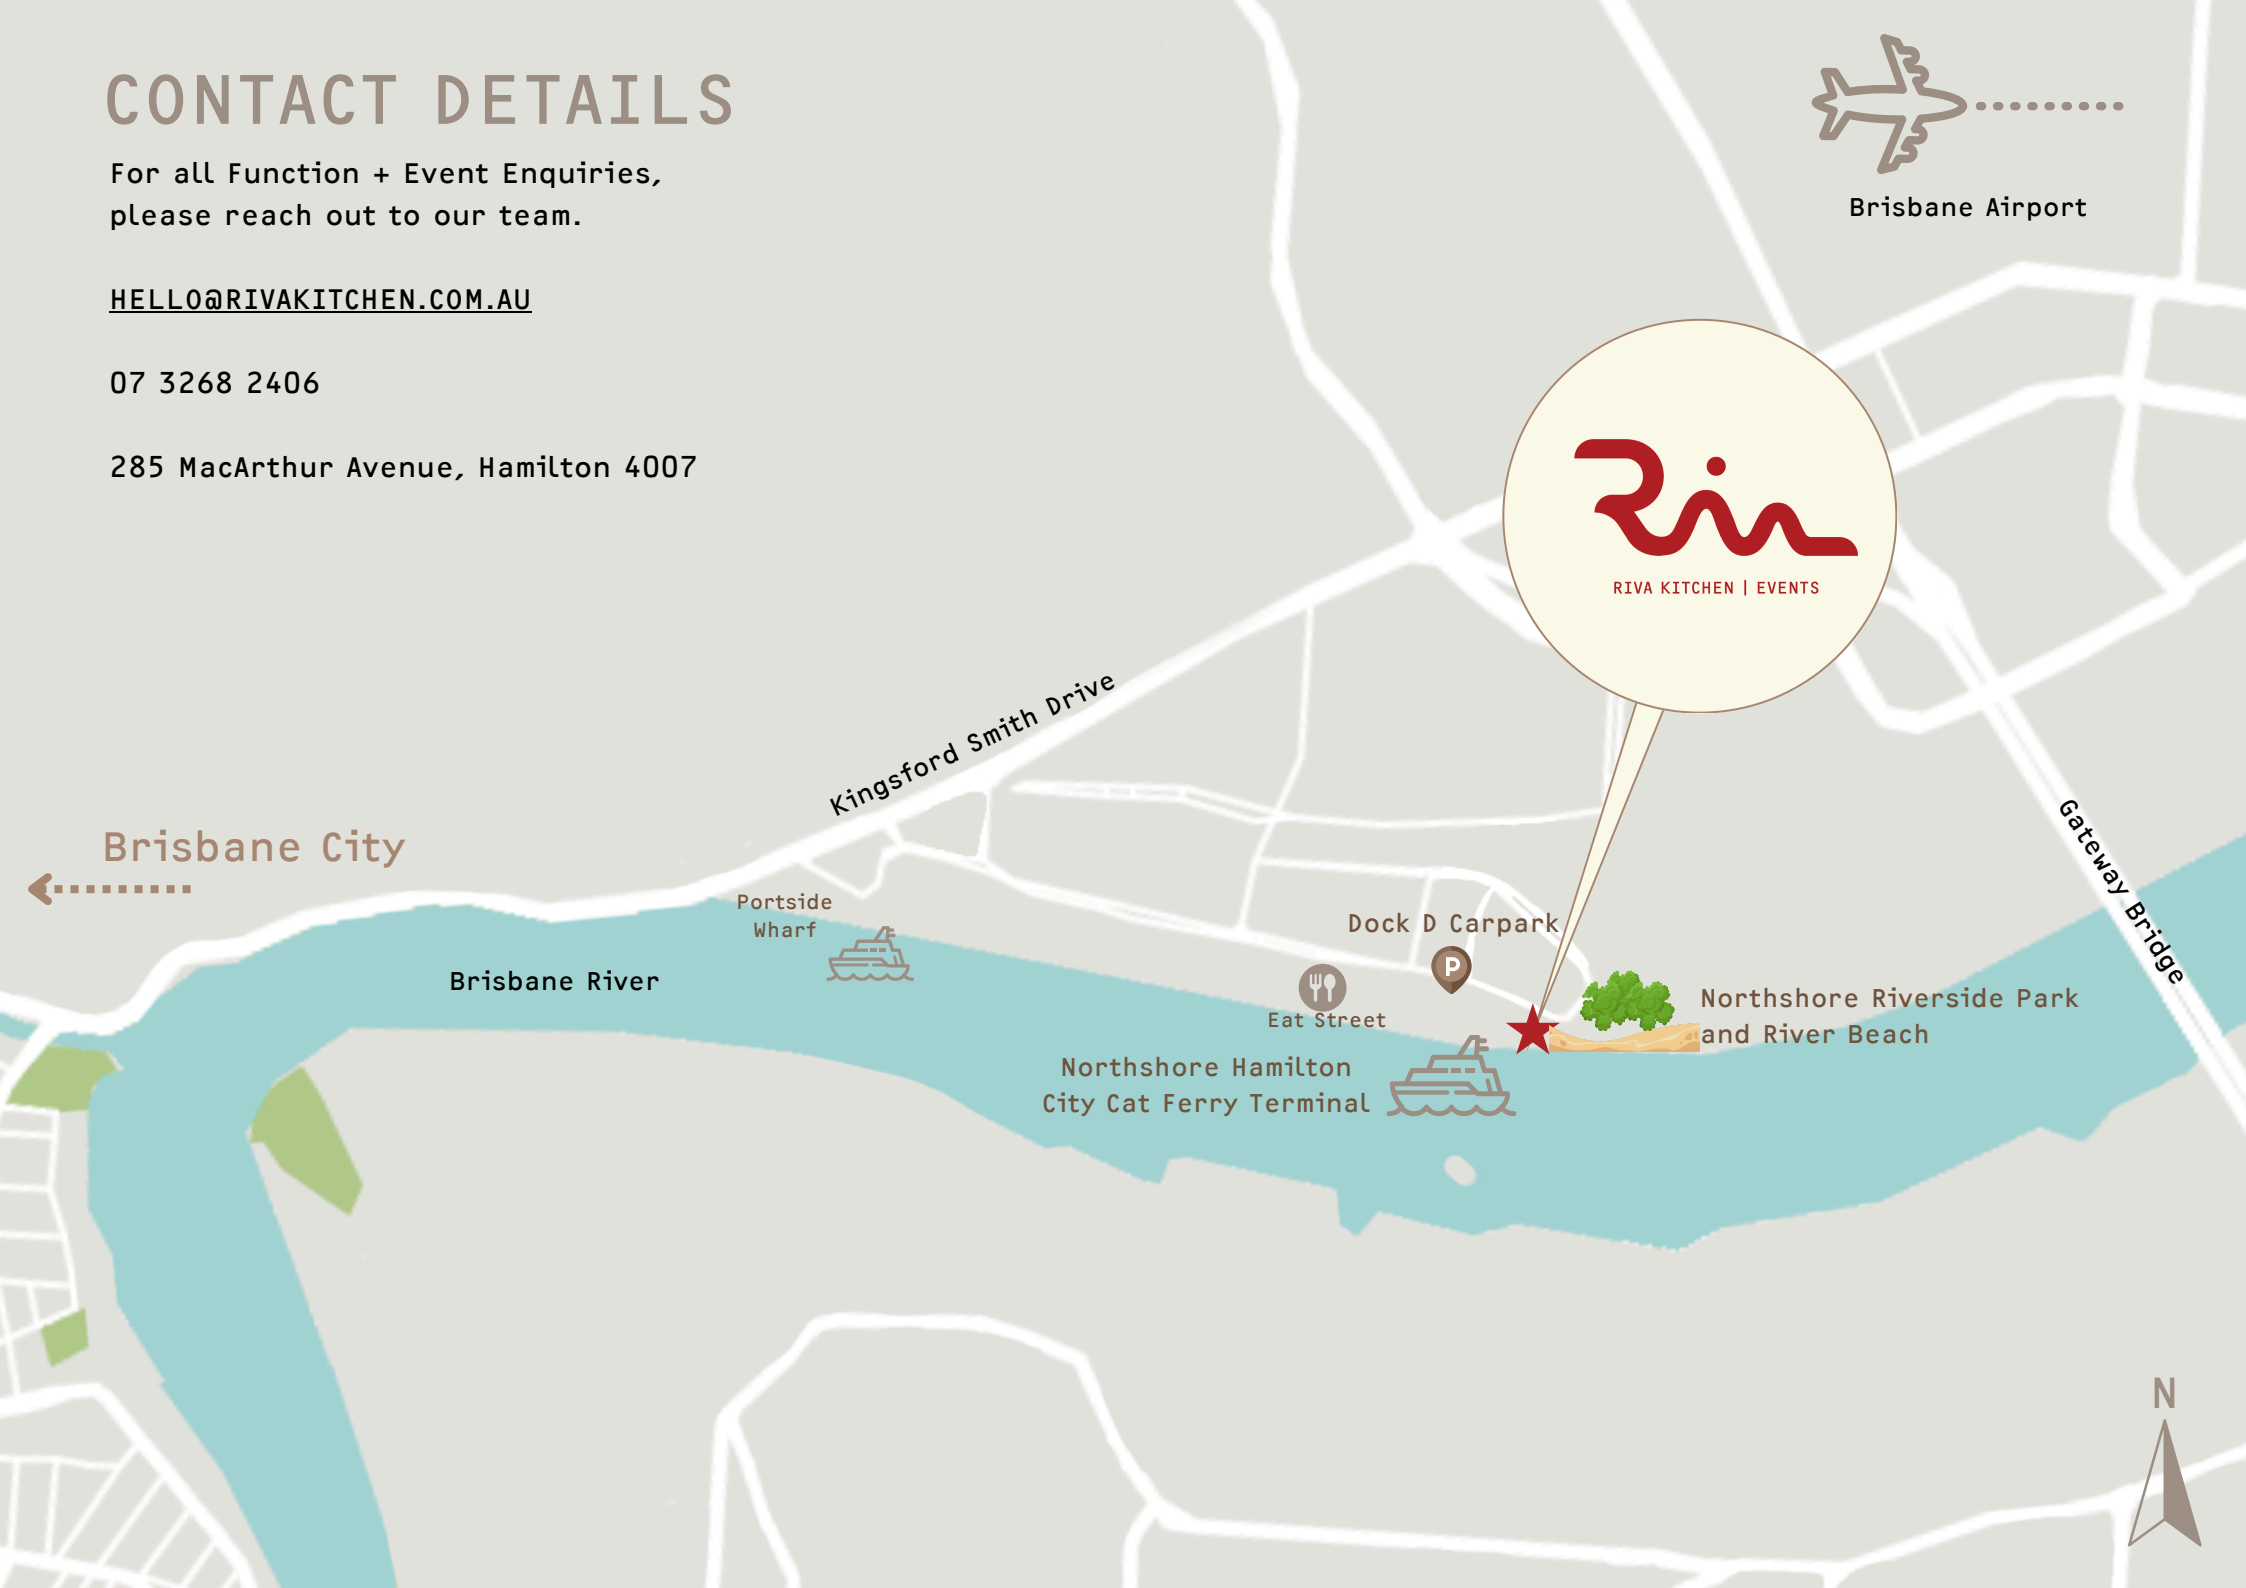 CONTACT DETAILS
For all Function + Event Enquiries,
please reach out to our team.
HELLO@RIVAKITCHEN.COM.AU
07 3268 2406
285 MacArthur Avenue, Hamilton 4007
Brisbane Airport
Riva
RIVA KITCHEN | EVENTS
Kingsford Smith Drive
Gateway Bridge
Brisbane City
Portside
Wharf
Brisbane River
Dock D Carpark
P
Eat Street
Northshore Riverside Park
and River Beach
Northshore Hamilton
City Cat Ferry Terminal
N